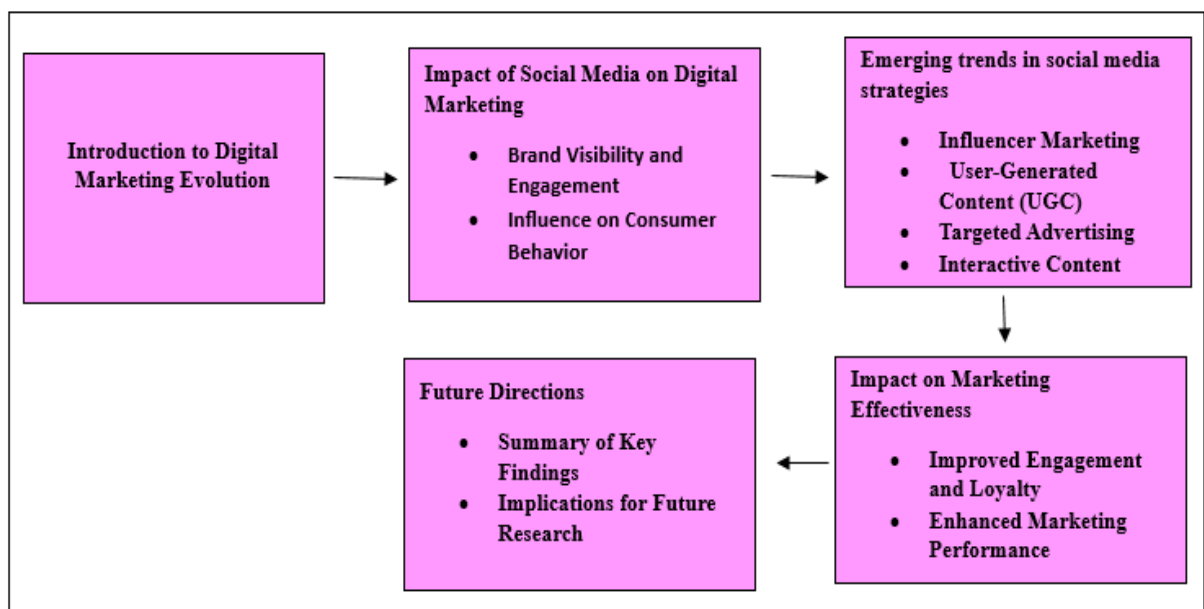 Introduction to Digital
Marketing Evolution
Impact of Social Media on Digital
Marketing
• Brand Visibility and
Engagement
• Influence on Consumer
Behavior
Emerging trends in social media
strategies
• Influencer Marketing
• User-Generated
Content (UGC)
• Targeted Advertising
• Interactive Content
Impact on Marketing
Effectiveness
• Improved Engagement
and Loyalty
• Enhanced Marketing
Performance
Future Directions
• Summary of Key
Findings
• Implications for Future
Research